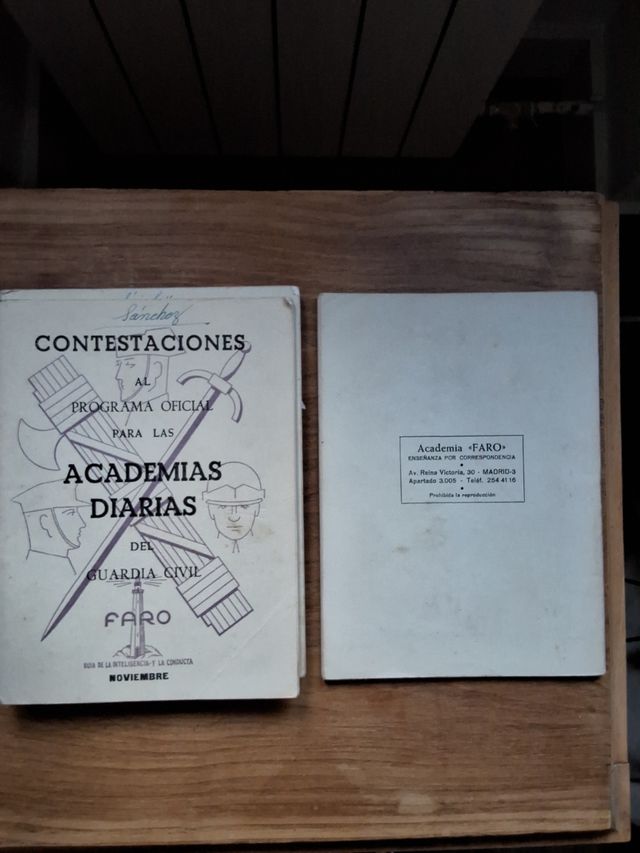 Sánchez
CONTESTACIONES
AL
PROGRAMA OFICIAL
PARA LAS
ACADEMIAS
DIARIAS
DEL
GUARDIA CIVIL
FARO
GUIA DE LA INTELIGENCIA Y LA CONDUCTA
NOVIEMBRE
Academia «FARO»
ENSEÑANZA POR CORRESPONDENCIA
Av. Reina Victoria, 30 - MADRID-3
Apartado 3.005 - Teléf. 254 41 16
Prohibida la reproducción